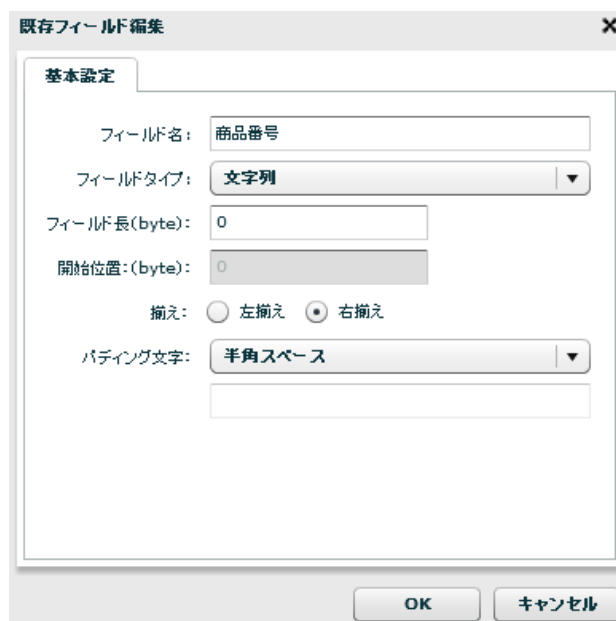 既存フィールド編集
基本設定
フィールド名: 商品番号
フィールドタイプ: 文字列
フィールド長(byte): 0
開始位置:(byte): 0
揃え: 左揃え 右揃え
パディング文字: 半角スペース
OK キャンセル